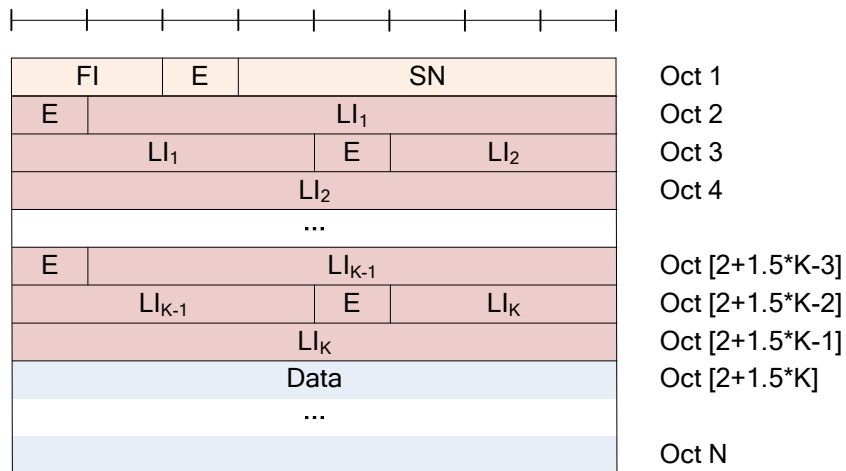 FI E SN Oct 1
E LI₁ Oct 2
LI₁ E LI₂ Oct 3
LI₂ Oct 4
...
E LIK-1 Oct [2+1.5*K-3]
LIK-1 E LIK Oct [2+1.5*K-2]
LIK Oct [2+1.5*K-1]
Data Oct [2+1.5*K]
...
Oct N